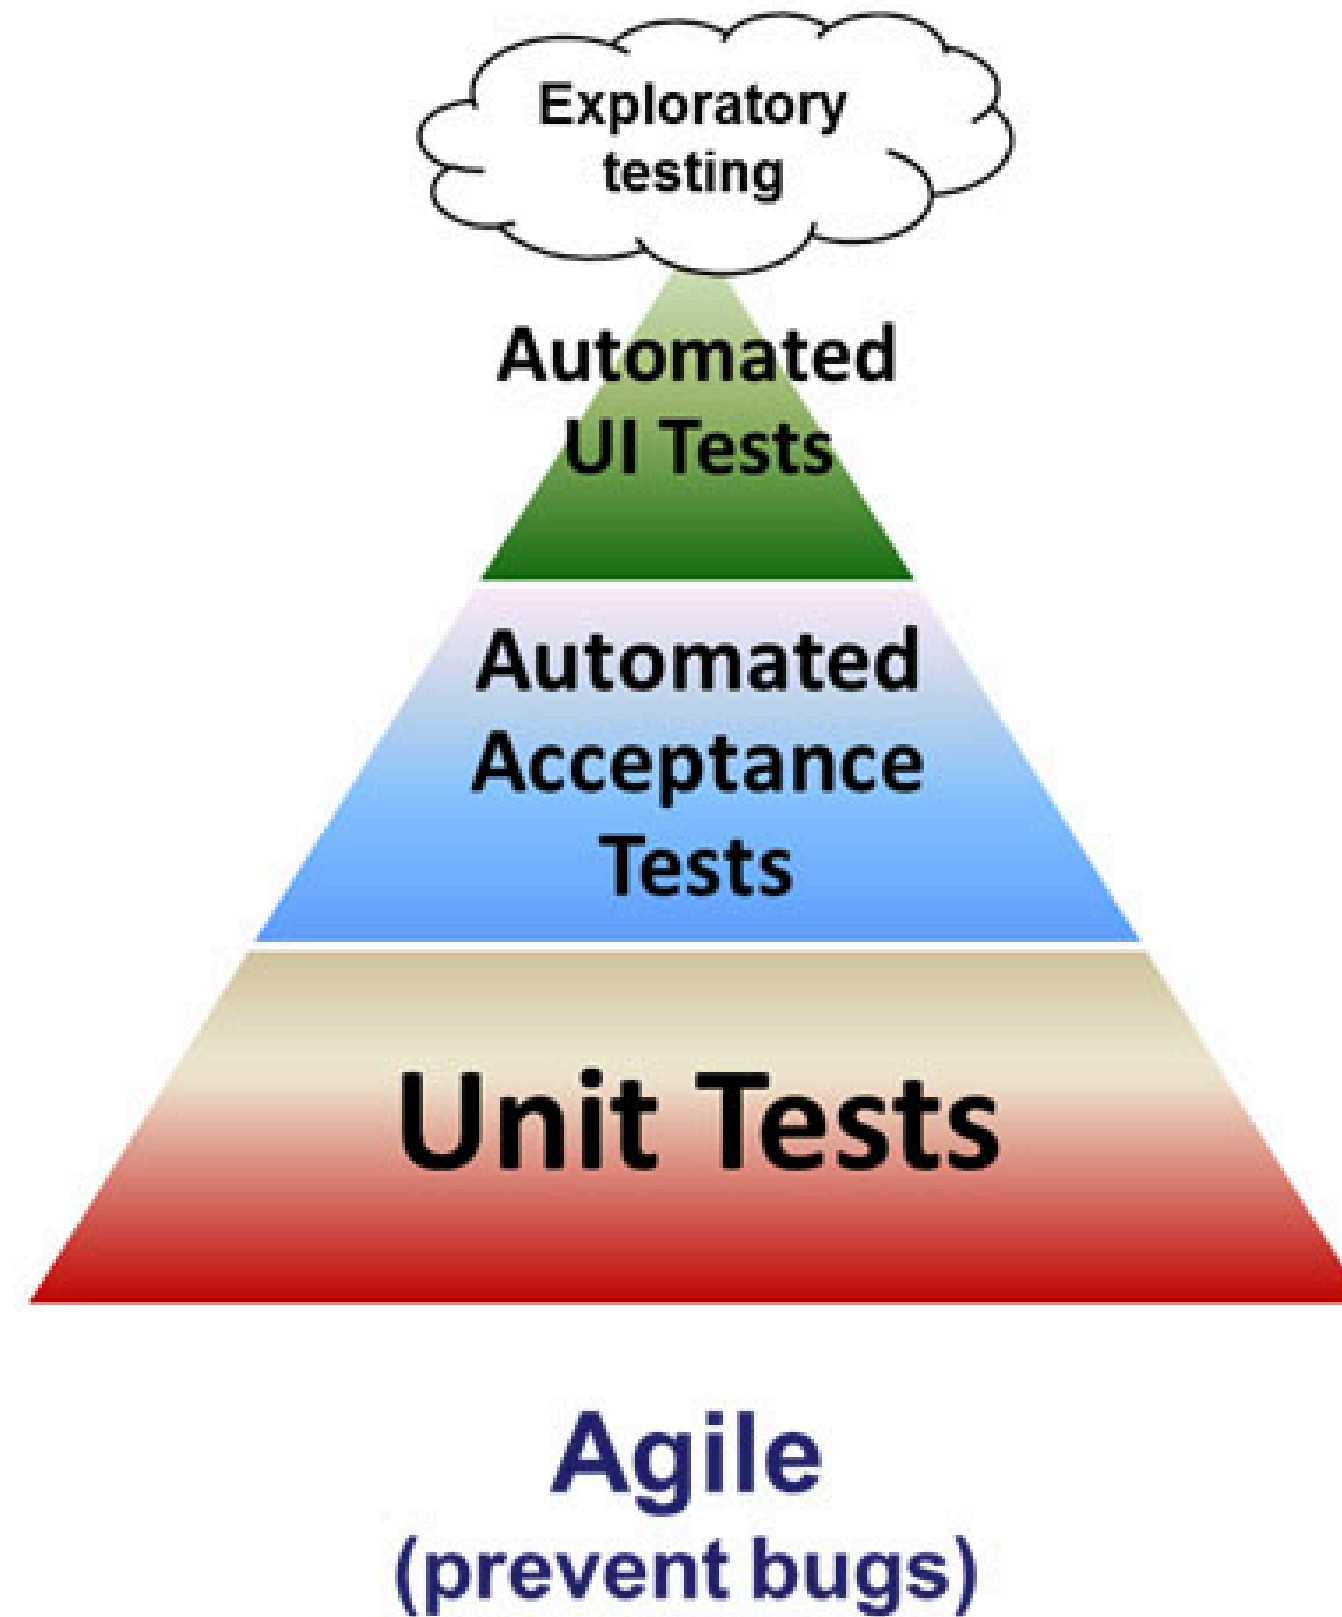 Exploratory
testing
Automated
UI Tests
Automated
Acceptance
Tests
Unit Tests
Agile
(prevent bugs)